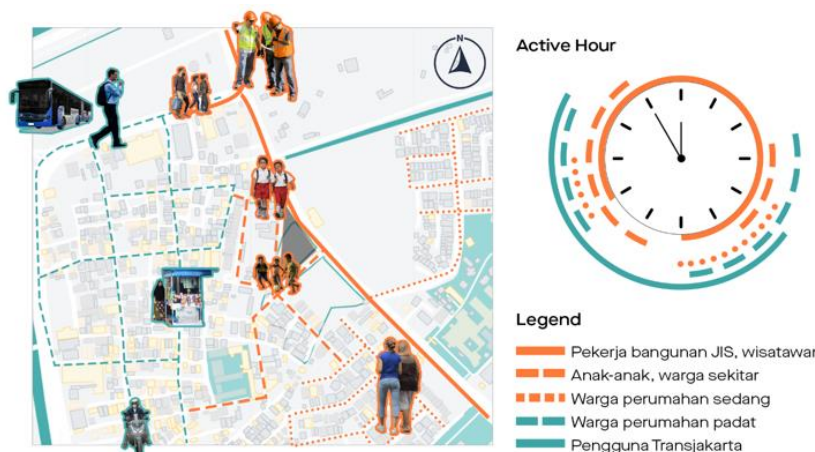 N
Active Hour
Legend
Pekerja bangunan JIS, wisatawan
Anak-anak, warga sekitar
Warga perumahan sedang
Warga perumahan padat
Pengguna Transjakarta